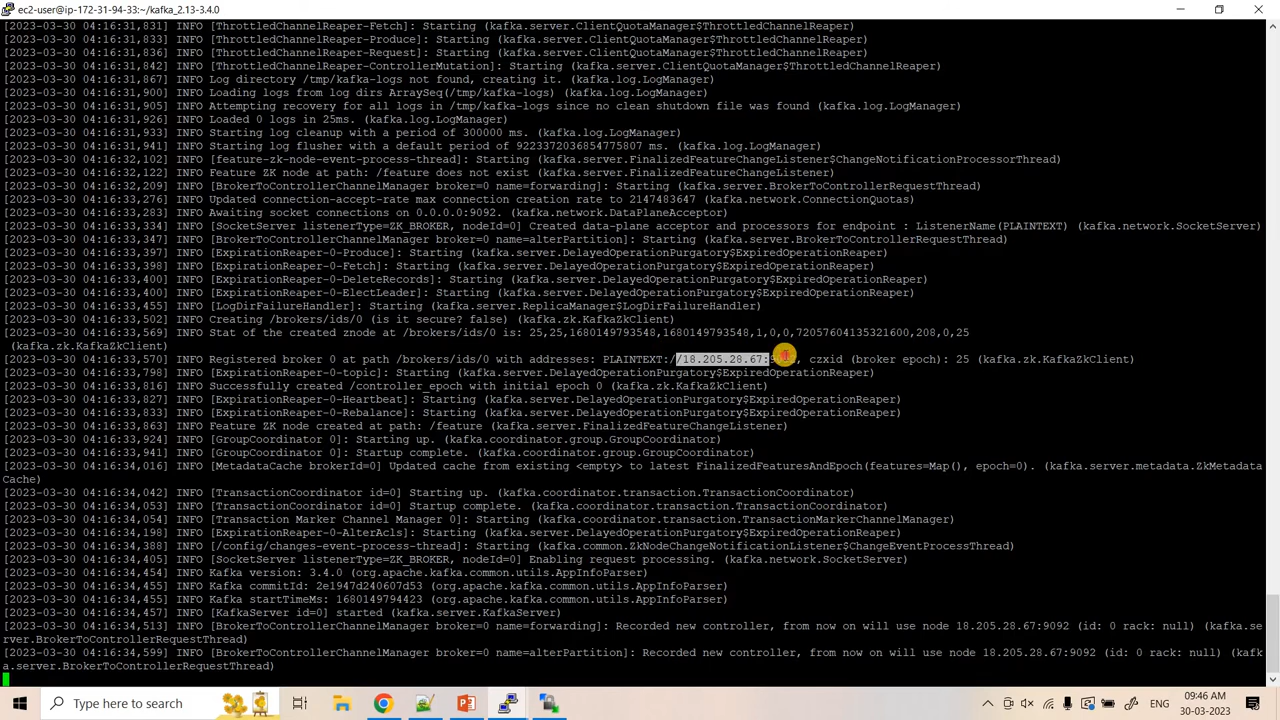 ec2-user@ip-172-31-94-33:~/kafka_2.13-3.4.0
[2023-03-30 04:16:31,831] INFO [ThrottledChannelReaper-Fetch]: Starting (kafka.server.ClientQuotaManager$ThrottledChannelReaper)
[2023-03-30 04:16:31,835] INFO [ThrottledChannelReaper-Produce]: Starting (kafka.server.ClientQuotaManager$ThrottledChannelReaper)
[2023-03-30 04:16:31,836] INFO [ThrottledChannelReaper-Request]: Starting (kafka.server.ClientQuotaManager$ThrottledChannelReaper)
[2023-03-30 04:16:31,842] INFO [ThrottledChannelReaper-ControllerMutation]: Starting (kafka.server.ClientQuotaManager$ThrottledChannelReaper)
[2023-03-30 04:16:31,867] INFO Log directory /tmp/kafka-logs not found, creating it. (kafka.log.LogManager)
[2023-03-30 04:16:31,900] INFO Loading logs from log dirs ArraySeq(/tmp/kafka-logs) (kafka.log.LogManager)
[2023-03-30 04:16:31,905] INFO Attempting recovery for all logs in /tmp/kafka-logs since no clean shutdown file was found (kafka.log.LogManager)
[2023-03-30 04:16:31,926] INFO Loaded 0 logs in 25ms. (kafka.log.LogManager)
[2023-03-30 04:16:31,933] INFO Starting log cleanup with a period of 300000 ms. (kafka.log.LogManager)
[2023-03-30 04:16:31,941] INFO Starting log flusher with a default period of 9223372036854775807 ms. (kafka.log.LogManager)
[2023-03-30 04:16:32,102] INFO [feature-zk-node-event-process-thread]: Starting (kafka.server.FinalizedFeatureChangeListener$ChangeNotificationProcessorThread)
[2023-03-30 04:16:32,122] INFO Feature ZK node at path: /feature does not exist (kafka.server.FinalizedFeatureChangeListener)
[2023-03-30 04:16:32,209] INFO [BrokerToControllerChannelManager broker=0 name=forwarding]: Starting (kafka.server.BrokerToControllerRequestThread)
[2023-03-30 04:16:33,276] INFO Updated connection-accept-rate max connection creation rate to 2147483647 (kafka.network.ConnectionQuotas)
[2023-03-30 04:16:33,283] INFO Awaiting socket connections on 0.0.0.0:9092. (kafka.network.DataPlaneAcceptor)
[2023-03-30 04:16:33,334] INFO [SocketServer listenerType=ZK_BROKER, nodeId=0] Created data-plane acceptor and processors for endpoint : ListenerName(PLAINTEXT) (kafka.network.SocketServer)
[2023-03-30 04:16:33,347] INFO [BrokerToControllerChannelManager broker=0 name=alterPartition]: Starting (kafka.server.BrokerToControllerRequestThread)
[2023-03-30 04:16:33,397] INFO [ExpirationReaper-0-Produce]: Starting (kafka.server.DelayedOperationPurgatory$ExpiredOperationReaper)
[2023-03-30 04:16:33,398] INFO [ExpirationReaper-0-Fetch]: Starting (kafka.server.DelayedOperationPurgatory$ExpiredOperationReaper)
[2023-03-30 04:16:33,400] INFO [ExpirationReaper-0-DeleteRecords]: Starting (kafka.server.DelayedOperationPurgatory$ExpiredOperationReaper)
[2023-03-30 04:16:33,401] INFO [ExpirationReaper-0-ElectLeader]: Starting (kafka.server.DelayedOperationPurgatory$ExpiredOperationReaper)
[2023-03-30 04:16:33,455] INFO [LogDirFailureHandler]: Starting (kafka.server.ReplicaManager$LogDirFailureHandler)
[2023-03-30 04:16:33,502] INFO Creating /brokers/ids/0 (is it secure? false) (kafka.zk.KafkaZkClient)
[2023-03-30 04:16:33,569] INFO Stat of the created znode at /brokers/ids/0 is: 25,25,1680149793548,1680149793548,1,0,0,72057604135321600,208,0,25
(kafka.zk.KafkaZkClient)
[2023-03-30 04:16:33,570] INFO Registered broker 0 at path /brokers/ids/0 with addresses: PLAINTEXT://18.205.28.67: , czxid (broker epoch): 25 (kafka.zk.KafkaZkClient)
[2023-03-30 04:16:33,772] INFO [ExpirationReaper-0-topic]: Starting (kafka.server.DelayedOperationPurgatory$ExpiredOperationReaper)
[2023-03-30 04:16:33,816] INFO Successfully created /controller_epoch with initial epoch 0 (kafka.zk.KafkaZkClient)
[2023-03-30 04:16:33,827] INFO [ExpirationReaper-0-Heartbeat]: Starting (kafka.server.DelayedOperationPurgatory$ExpiredOperationReaper)
[2023-03-30 04:16:33,833] INFO [ExpirationReaper-0-Rebalance]: Starting (kafka.server.DelayedOperationPurgatory$ExpiredOperationReaper)
[2023-03-30 04:16:33,863] INFO Feature ZK node created at path: /feature (kafka.server.FinalizedFeatureChangeListener)
[2023-03-30 04:16:33,924] INFO [GroupCoordinator 0]: Starting up. (kafka.coordinator.group.GroupCoordinator)
[2023-03-30 04:16:33,941] INFO [GroupCoordinator 0]: Startup complete. (kafka.coordinator.group.GroupCoordinator)
[2023-03-30 04:16:34,016] INFO [MetadataCache brokerId=0] Updated cache from existing <empty> to latest FinalizedFeaturesAndEpoch(features=Map(), epoch=0). (kafka.server.metadata.ZkMetadata
Cache)
[2023-03-30 04:16:34,042] INFO [TransactionCoordinator id=0] Starting up. (kafka.coordinator.transaction.TransactionCoordinator)
[2023-03-30 04:16:34,053] INFO [TransactionCoordinator id=0] Startup complete. (kafka.coordinator.transaction.TransactionCoordinator)
[2023-03-30 04:16:34,054] INFO [Transaction Marker Channel Manager 0]: Starting (kafka.coordinator.transaction.TransactionMarkerChannelManager)
[2023-03-30 04:16:34,198] INFO [ExpirationReaper-0-AlterAcls]: Starting (kafka.server.DelayedOperationPurgatory$ExpiredOperationReaper)
[2023-03-30 04:16:34,388] INFO [/config/changes-event-process-thread]: Starting (kafka.common.ZkNodeChangeNotificationListener$ChangeEventProcessThread)
[2023-03-30 04:16:34,405] INFO [SocketServer listenerType=ZK_BROKER, nodeId=0] Enabling request processing. (kafka.network.SocketServer)
[2023-03-30 04:16:34,454] INFO Kafka version: 3.4.0 (org.apache.kafka.common.utils.AppInfoParser)
[2023-03-30 04:16:34,455] INFO Kafka commitId: 2e1947d240607d53 (org.apache.kafka.common.utils.AppInfoParser)
[2023-03-30 04:16:34,455] INFO Kafka startTimeMs: 1680149794423 (org.apache.kafka.common.utils.AppInfoParser)
[2023-03-30 04:16:34,457] INFO [KafkaServer id=0] started (kafka.server.KafkaServer)
[2023-03-30 04:16:34,513] INFO [BrokerToControllerChannelManager broker=0 name=forwarding]: Recorded new controller, from now on will use node 18.205.28.67:9092 (id: 0 rack: null) (kafka.se
rver.BrokerToControllerRequestThread)
[2023-03-30 04:16:34,599] INFO [BrokerToControllerChannelManager broker=0 name=alterPartition]: Recorded new controller, from now on will use node 18.205.28.67:9092 (id: 0 rack: null) (kafk
a.server.BrokerToControllerRequestThread)
Type here to search
ENG
09:46 AM
30-03-2023